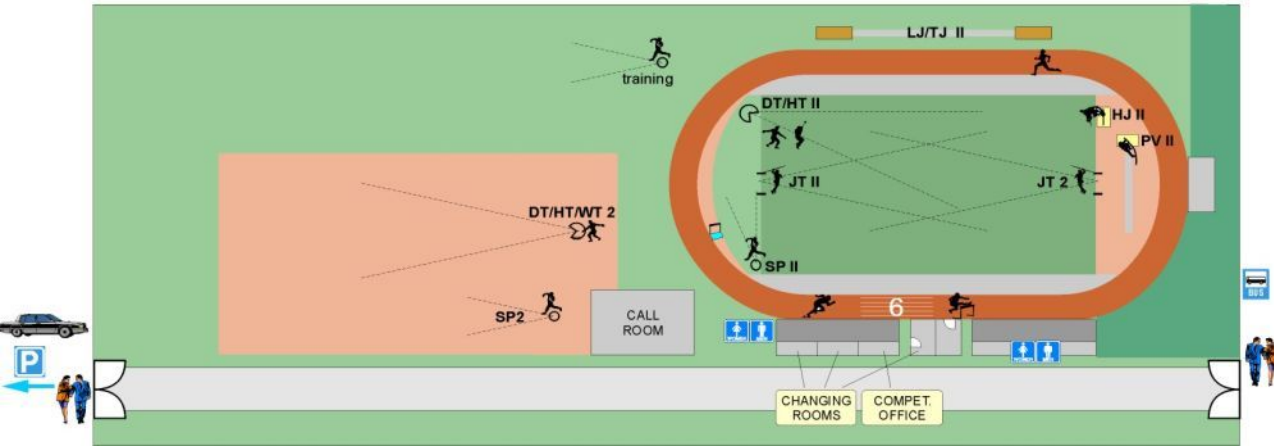 LJ/TJ II
training
DT/HT II
HJ II
PV II
JT II
JT 2
DT/HT/WT 2
SP II
SP2
CALL
ROOM
6
BUS
P
CHANGING
ROOMS
COMPET.
OFFICE